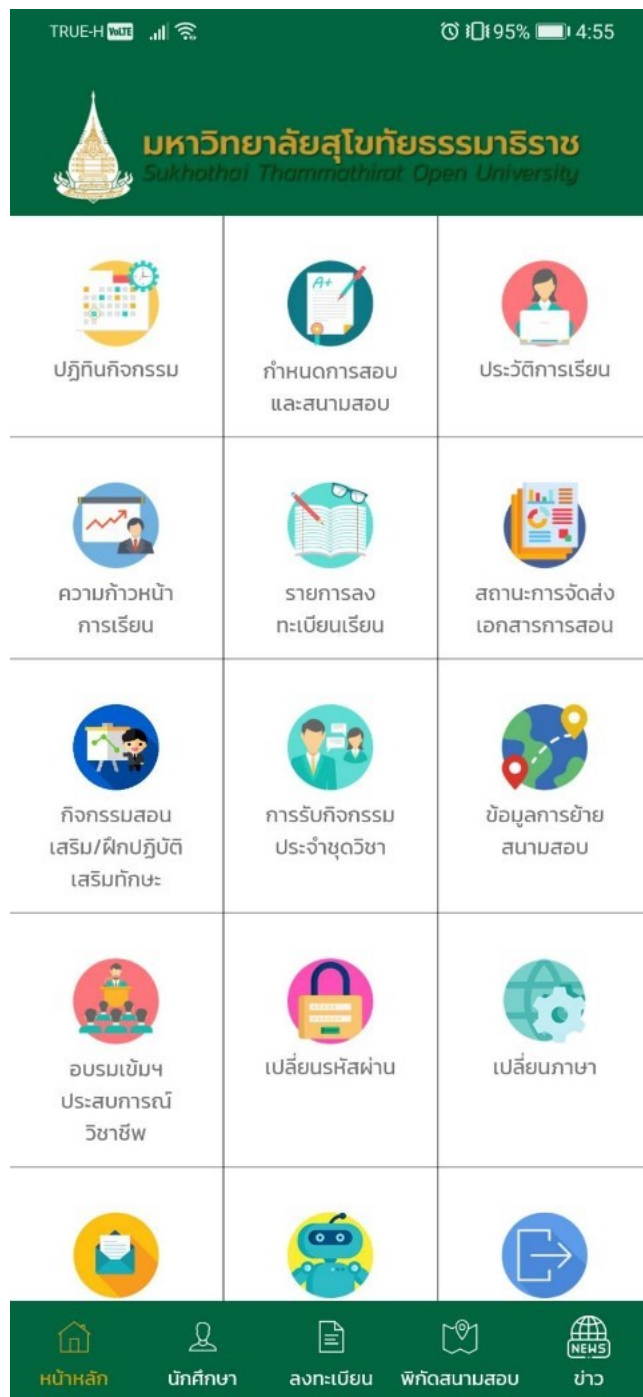 TRUE-H VoLTE 95% 4:55
มหาวิทยาลัยสุโขทัยธรรมาธิราช
Sukhothai Thammathirat Open University
ปฏิทินกิจกรรม
A+
กำหนดการสอบ
และสนามสอบ
ประวัติการเรียน
ความก้าวหน้า
การเรียน
รายการลง
ทะเบียนเรียน
สถานะการจัดส่ง
เอกสารการสอน
กิจกรรมสอน
เสริม/ฝึกปฏิบัติ
เสริมทักษะ
การรับกิจกรรม
ประจำชุดวิชา
ข้อมูลการย้าย
สนามสอบ
อบรมเข้มฯ
ประสบการณ์
วิชาชีพ
เปลี่ยนรหัสผ่าน
เปลี่ยนภาษา
NEWS
หน้าหลัก นักศึกษา ลงทะเบียน พิกัดสนามสอบ ข่าว